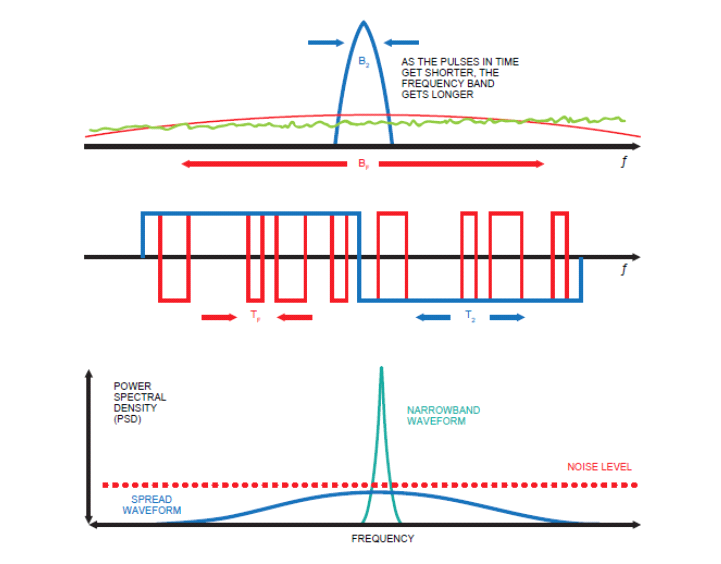 B2
AS THE PULSES IN TIME
GET SHORTER, THE
FREQUENCY BAND
GETS LONGER
BF
f
f
TF
T2
POWER
SPECTRAL
DENSITY
(PSD)
NARROWBAND
WAVEFORM
NOISE LEVEL
SPREAD
WAVEFORM
FREQUENCY